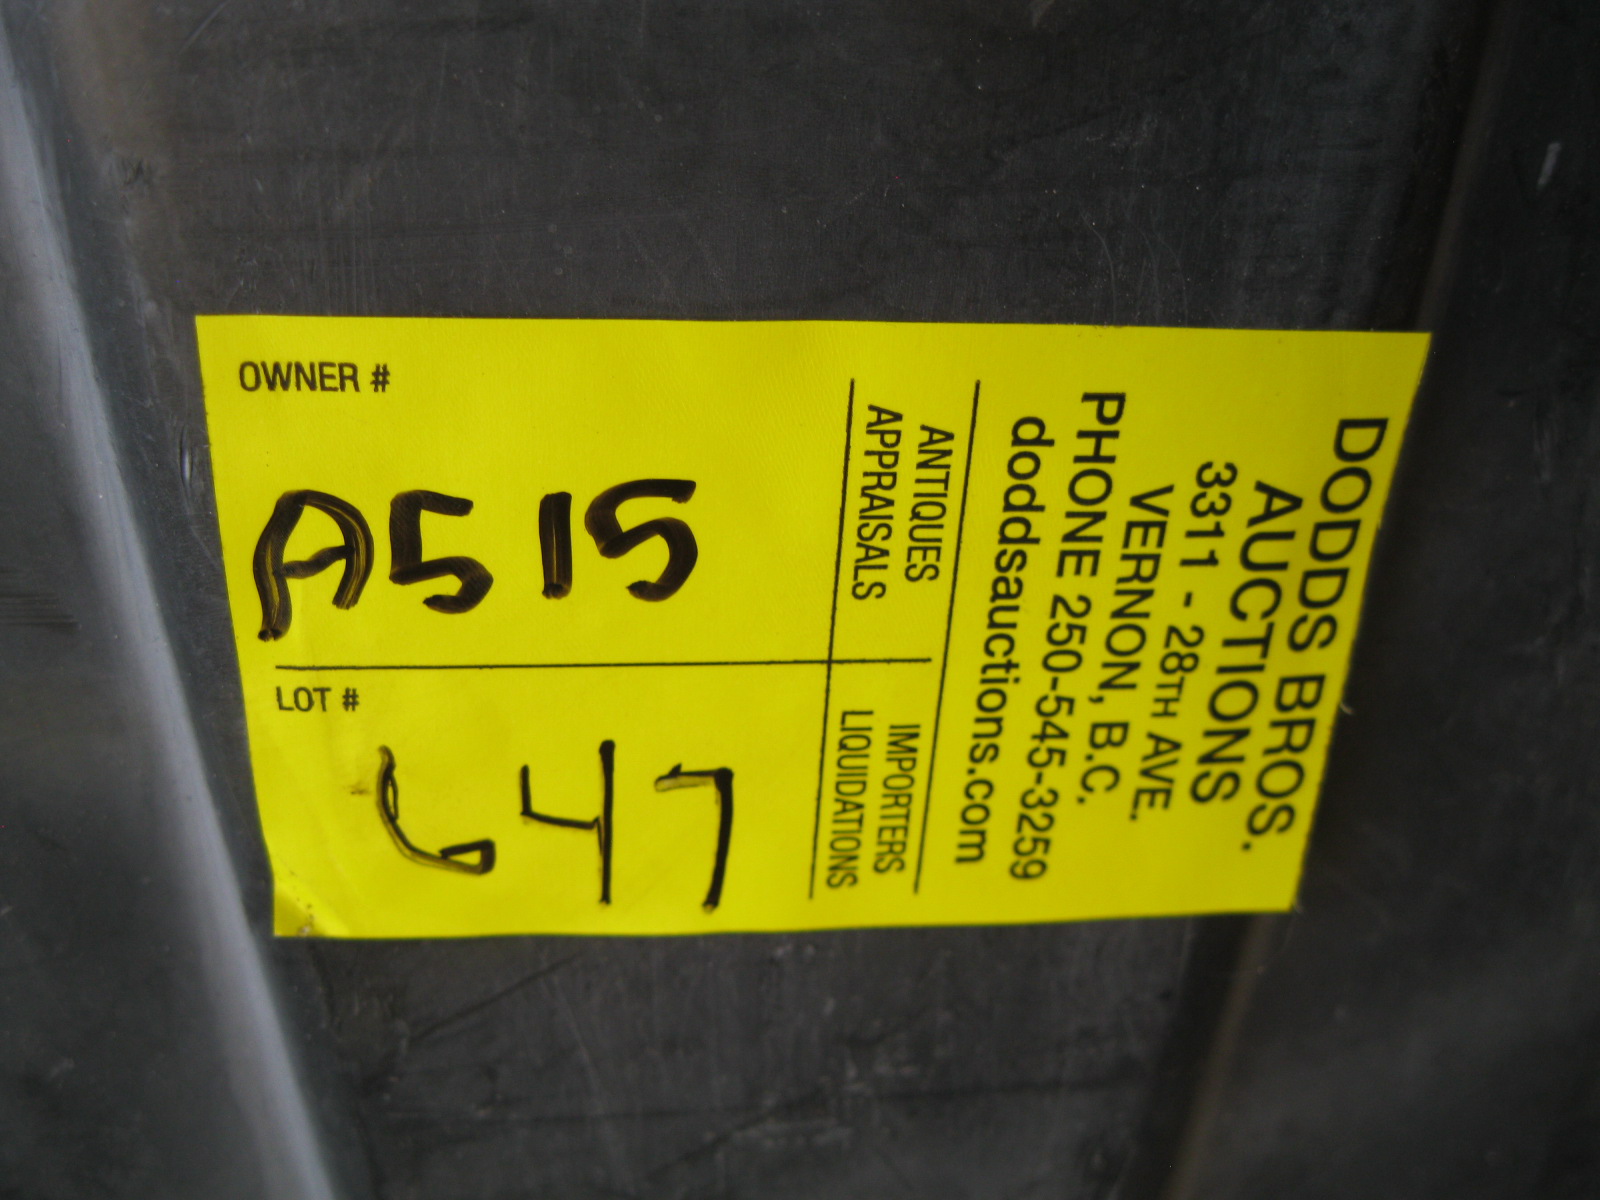 DODDS BROS.
AUCTIONS
3311 - 28TH AVE.
VERNON, B.C.
PHONE 250-545-3259
doddsauctions.com
ANTIQUES
APPRAISALS
IMPORTERS
LIQUIDATIONS
OWNER #
A515
LOT #
647